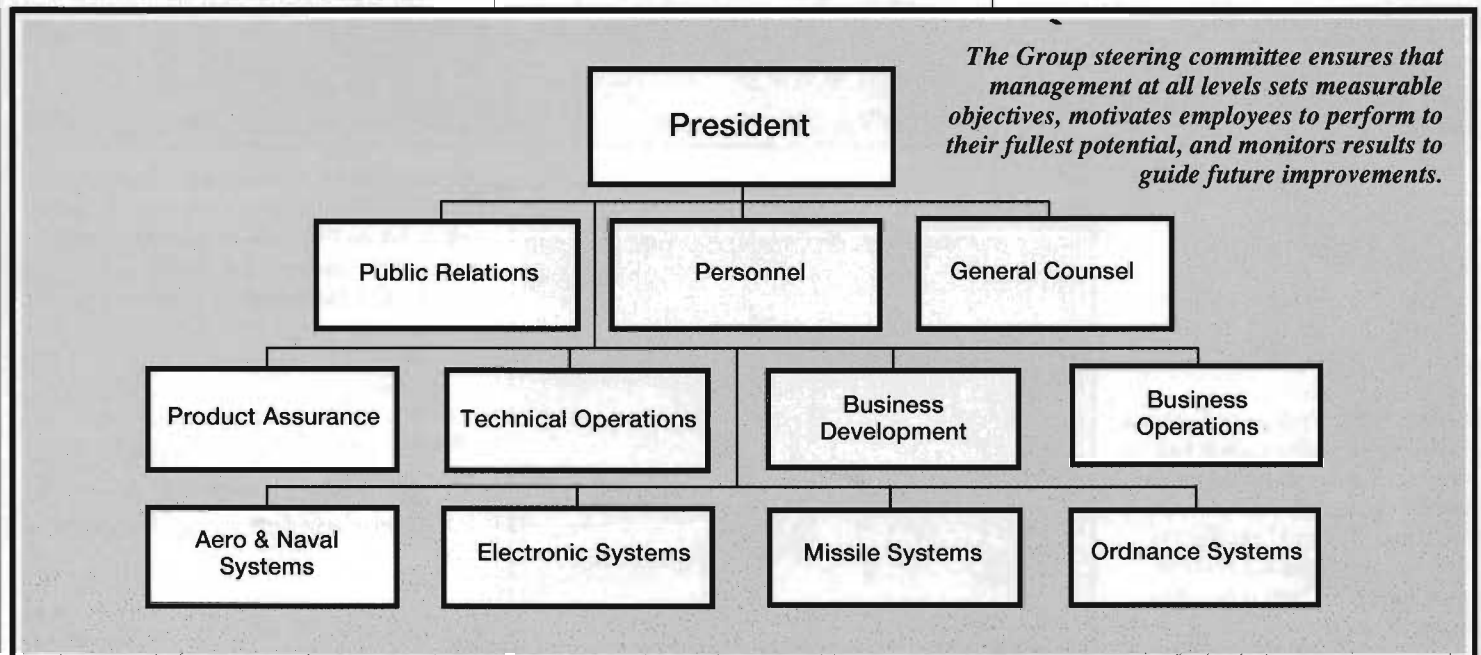 The Group steering committee ensures that
management at all levels sets measurable
objectives, motivates employees to perform to
their fullest potential, and monitors results to
guide future improvements.
President
Public Relations
Personnel
General Counsel
Product Assurance
Technical Operations
Business
Development
Business
Operations
Aero & Naval
Systems
Electronic Systems
Missile Systems
Ordnance Systems